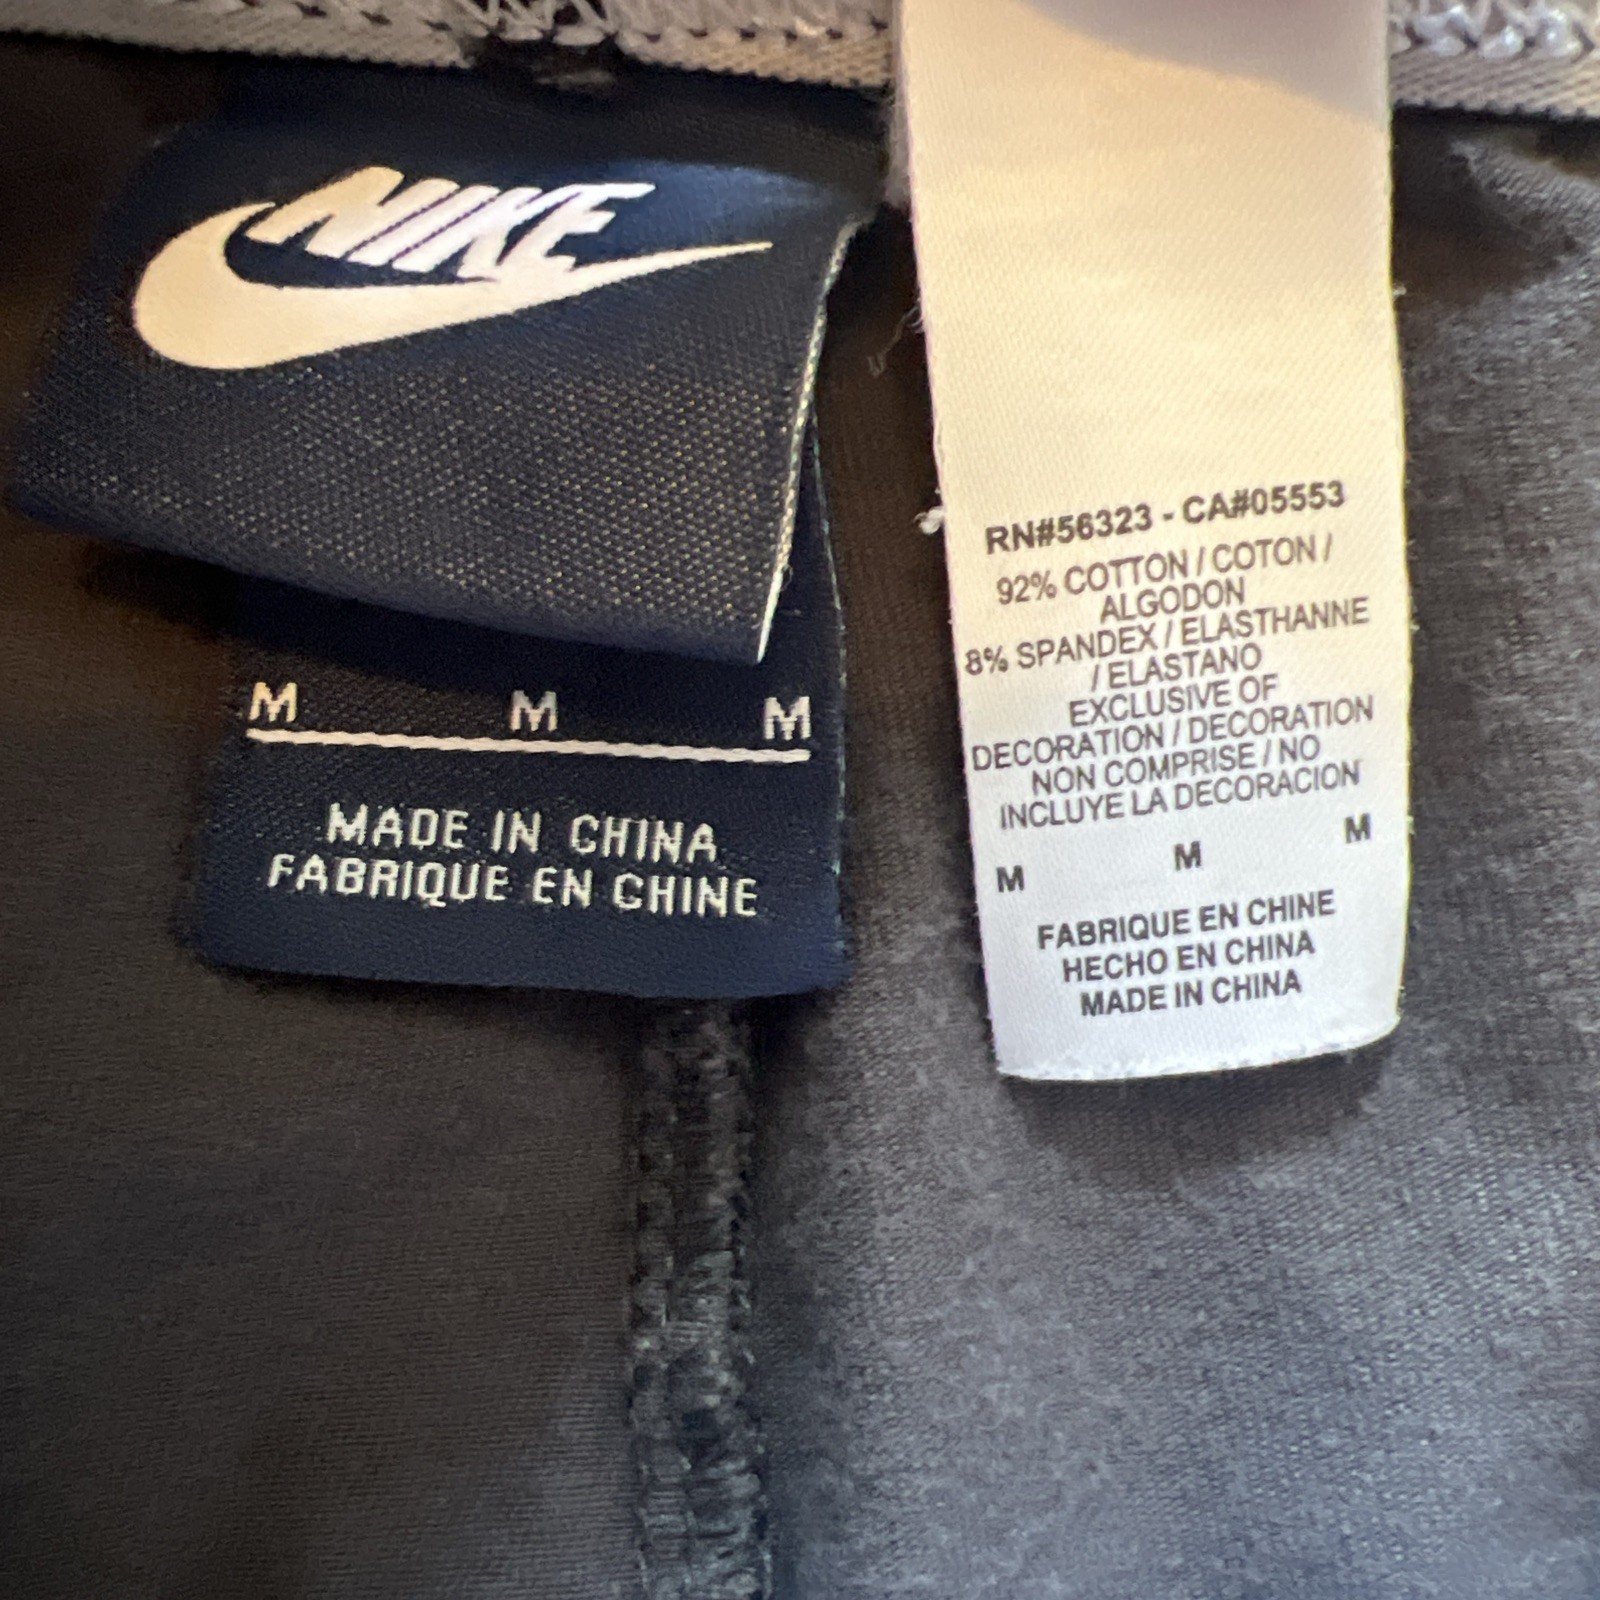 NIKE
M M M
MADE IN CHINA
FABRIQUE EN CHINE
RN#56323 - CA#05553
92% COTTON / COTON /
ALGODON
8% SPANDEX / ELASTHANNE
/ ELASTANO
EXCLUSIVE OF
DECORATION / DECORATION
NON COMPRISE / NO
INCLUYE LA DECORACION
M M M
FABRIQUE EN CHINE
HECHO EN CHINA
MADE IN CHINA